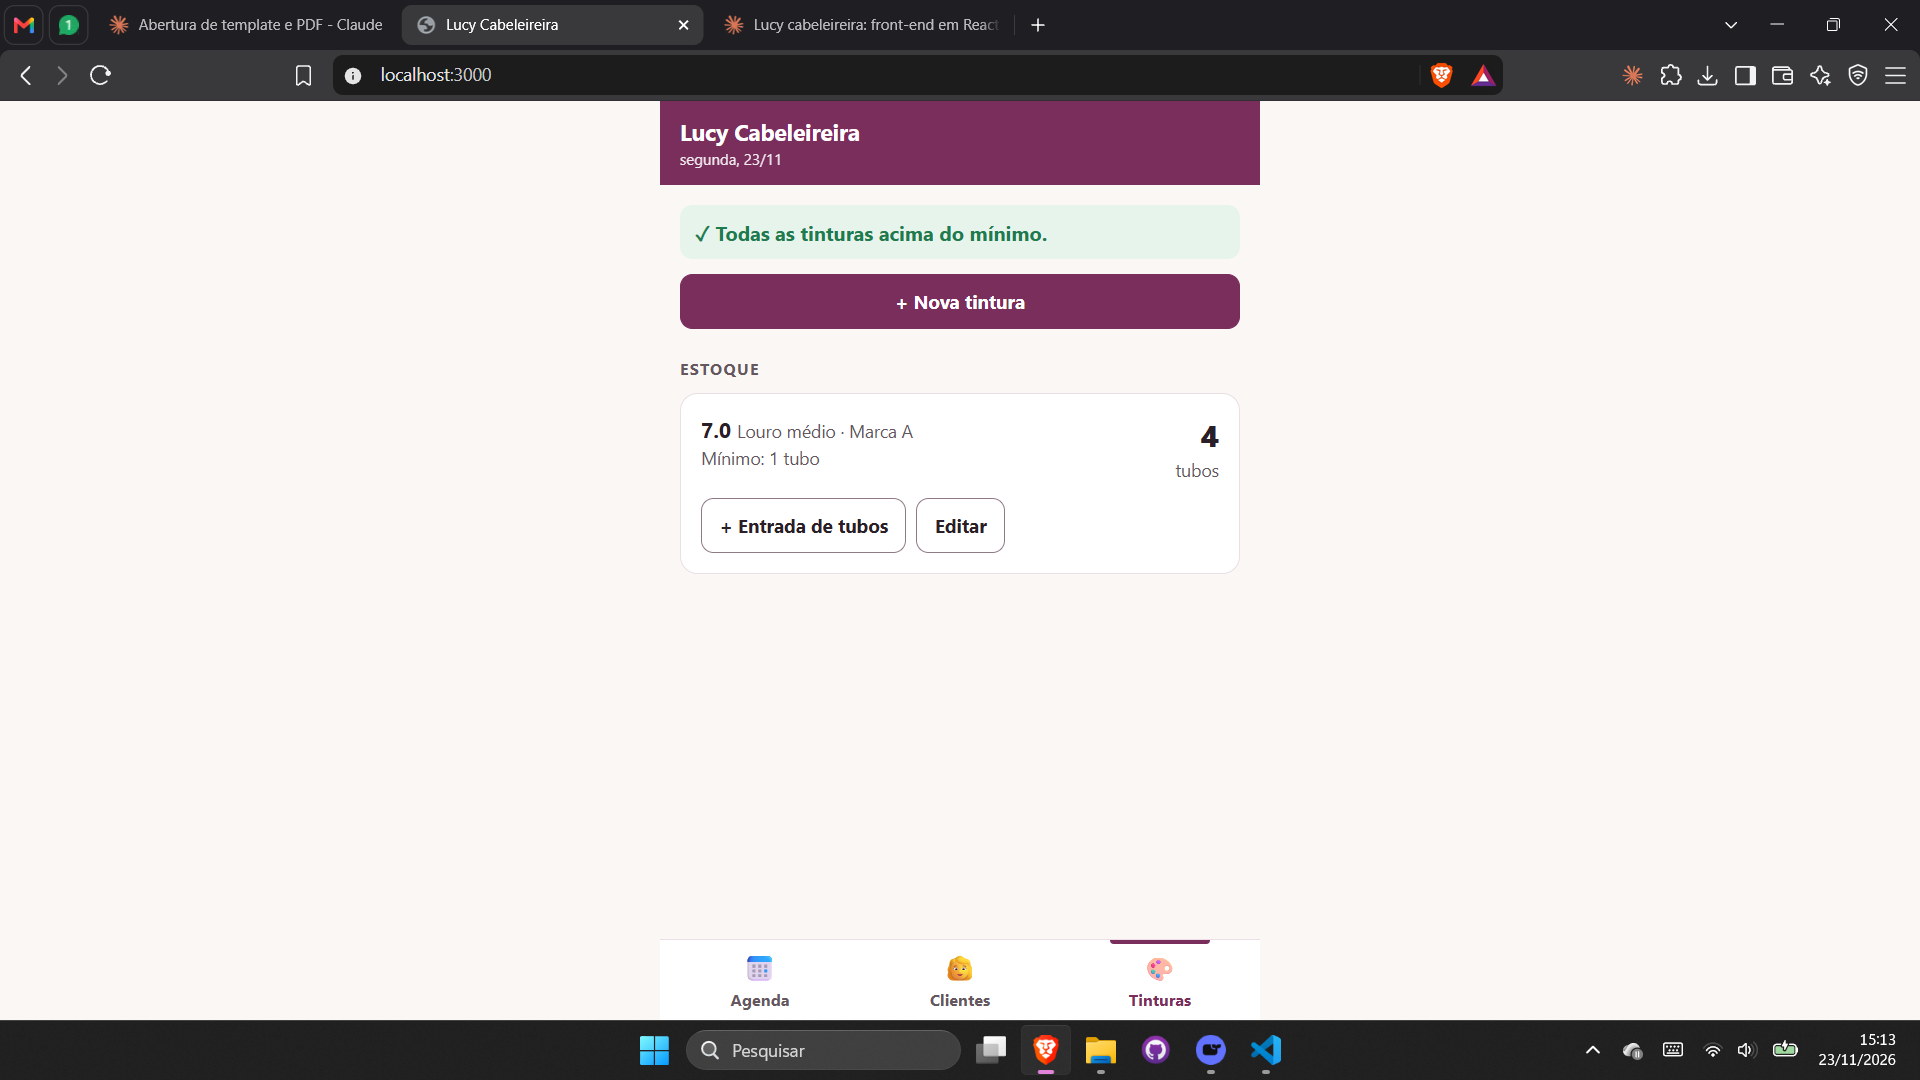 1
Abertura de template e PDF - Claude
Lucy Cabeleireira
Lucy cabeleireira: front-end em React
localhost:3000
Lucy Cabeleireira
segunda, 23/11
✓ Todas as tinturas acima do mínimo.
+ Nova tintura
ESTOQUE
7.0 Louro médio · Marca A
4
Mínimo: 1 tubo
tubos
+ Entrada de tubos
Editar
Agenda
Clientes
Tinturas
Pesquisar
15:13
23/11/2026